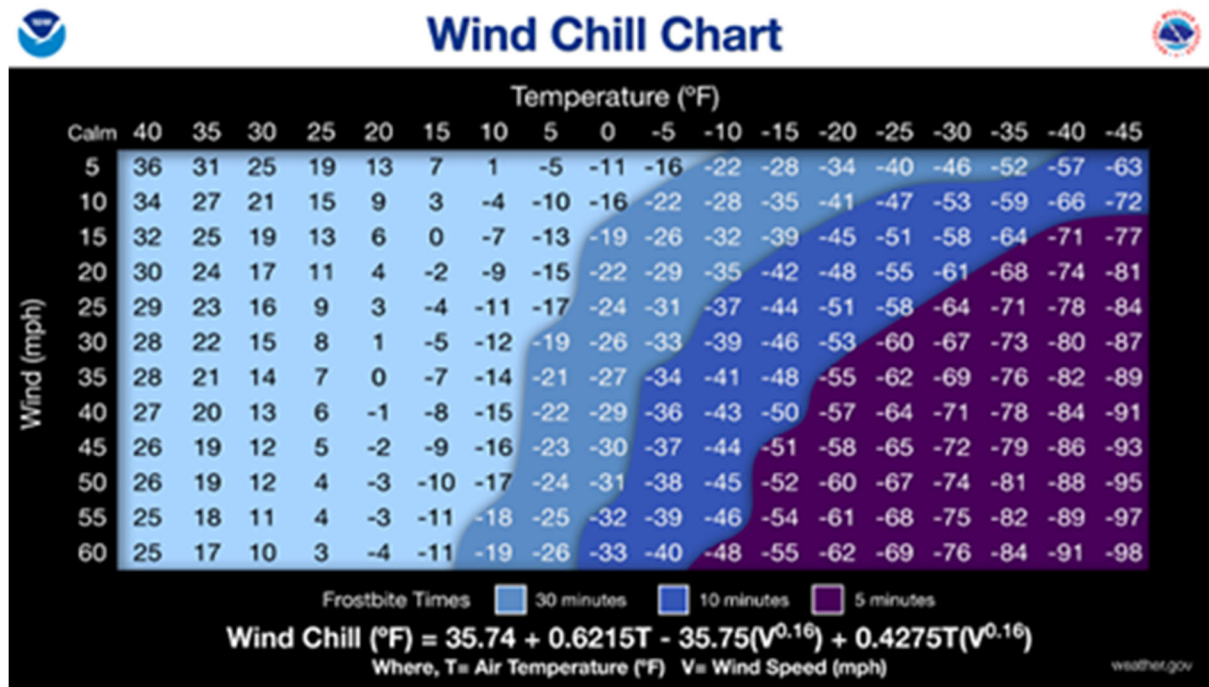 Wind Chill Chart
Temperature (°F)
Calm 40 35 30 25 20 15 10 5 0 -5 -10 -15 -20 -25 -30 -35 -40 -45
5 36 31 25 19 13 7 1 -5 -11 -16 -22 -28 -34 -40 -46 -52 -57 -63
10 34 27 21 15 9 3 -4 -10 -16 -22 -28 -35 -41 -47 -53 -59 -66 -72
15 32 25 19 13 6 0 -7 -13 -19 -26 -32 -39 -45 -51 -58 -64 -71 -77
20 30 24 17 11 4 -2 -9 -15 -22 -29 -35 -42 -48 -55 -61 -68 -74 -81
25 29 23 16 9 3 -4 -11 -17 -24 -31 -37 -44 -51 -58 -64 -71 -78 -84
30 28 22 15 8 1 -5 -12 -19 -26 -33 -39 -46 -53 -60 -67 -73 -80 -87
35 28 21 14 7 0 -7 -14 -21 -27 -34 -41 -48 -55 -62 -69 -76 -82 -89
40 27 20 13 6 -1 -8 -15 -22 -29 -36 -43 -50 -57 -64 -71 -78 -84 -91
45 26 19 12 5 -2 -9 -16 -23 -30 -37 -44 -51 -58 -65 -72 -79 -86 -93
50 26 19 12 4 -3 -10 -17 -24 -31 -38 -45 -52 -60 -67 -74 -81 -88 -95
55 25 18 11 4 -3 -11 -18 -25 -32 -39 -46 -54 -61 -68 -75 -82 -89 -97
60 25 17 10 3 -4 -11 -19 -26 -33 -40 -48 -55 -62 -69 -76 -84 -91 -98
Wind (mph)
Frostbite Times 30 minutes 10 minutes 5 minutes
Wind Chill (°F) = 35.74 + 0.6215T - 35.75(V^0.16) + 0.4275T(V^0.16)
Where, T= Air Temperature (°F) V= Wind Speed (mph)
weather.gov